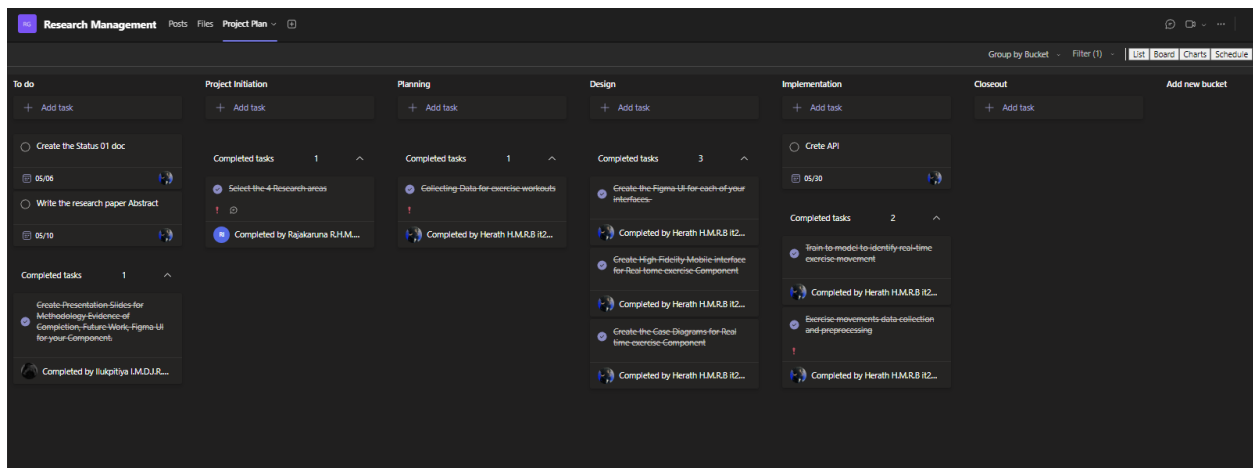 RG Research Management Posts Files Project Plan
Group by Bucket Filter (1) List Board Charts Schedule
To do
Add task
Create the Status 01 doc
05/06
Write the research paper Abstract
05/10
Completed tasks 1
Create Presentation Slides for
Methodology Evidence of
Completion, Future Work, Figma UI
for your Component.
Completed by Ilukpitiya I.M.D.J.R....
Project Initiation
Add task
Completed tasks 1
Select the 4 Research areas
Completed by Rajakaruna R.H.M....
Planning
Add task
Completed tasks 1
Collecting Data for exercise workouts
Completed by Herath H.M.R.B it2...
Design
Add task
Completed tasks 3
Create the Figma UI for each of your
interfaces.
Completed by Herath H.M.R.B it2...
Create High Fidelity Mobile interface
for Real tome exercise Component
Completed by Herath H.M.R.B it2...
Create the Case Diagrams for Real
time exercise Component
Completed by Herath H.M.R.B it2...
Implementation
Add task
Crete API
05/30
Completed tasks 2
Train to model to identify real-time
exercise movement
Completed by Herath H.M.R.B it2...
Exercise movements data collection
and preprocessing
Completed by Herath H.M.R.B it2...
Closeout
Add task
Add new bucket